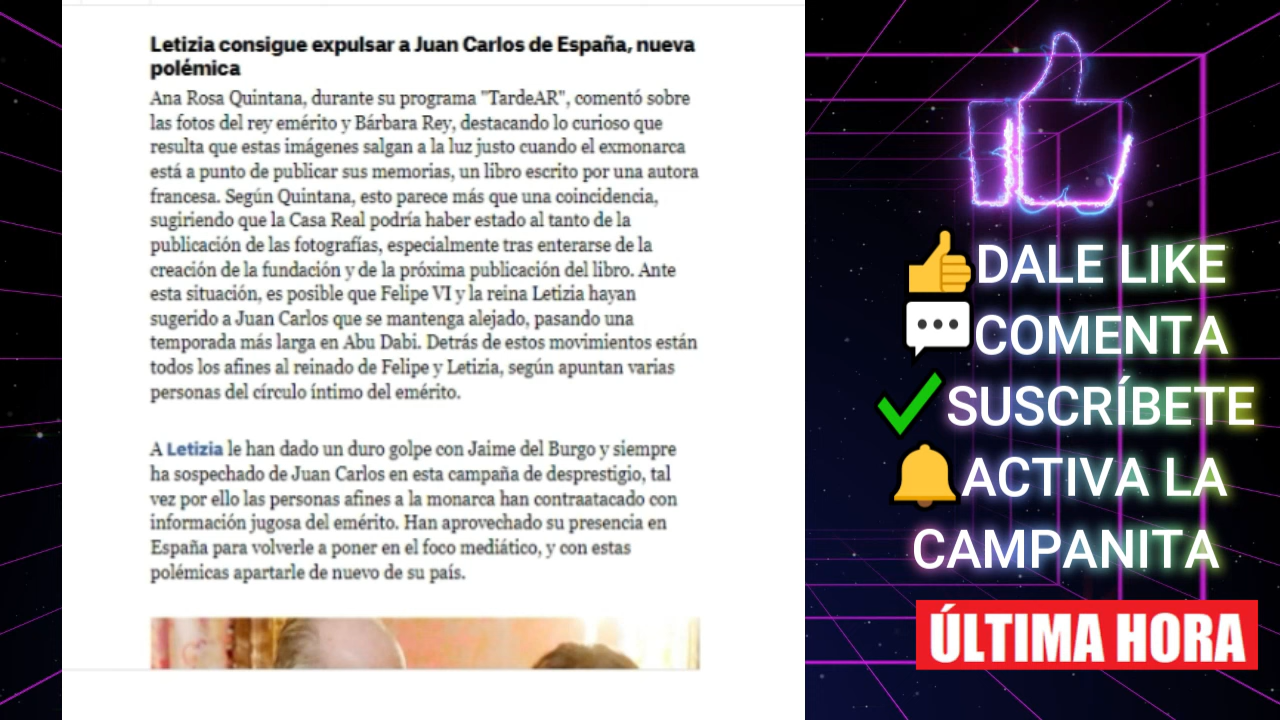 Letizia consigue expulsar a Juan Carlos de España, nueva
polémica
Ana Rosa Quintana, durante su programa "TardeAR", comentó sobre
las fotos del rey emérito y Bárbara Rey, destacando lo curioso que
resulta que estas imágenes salgan a la luz justo cuando el exmonarca
está a punto de publicar sus memorias, un libro escrito por una autora
francesa. Según Quintana, esto parece más que una coincidencia,
sugiriendo que la Casa Real podría haber estado al tanto de la
publicación de las fotografías, especialmente tras enterarse de la
creación de la fundación y de la próxima publicación del libro. Ante
esta situación, es posible que Felipe VI y la reina Letizia hayan
sugerido a Juan Carlos que se mantenga alejado, pasando una
temporada más larga en Abu Dabi. Detrás de estos movimientos están
todos los afines al reinado de Felipe y Letizia, según apuntan varias
personas del círculo íntimo del emérito.
A Letizia le han dado un duro golpe con Jaime del Burgo y siempre
ha sospechado de Juan Carlos en esta campaña de desprestigio, tal
vez por ello las personas afines a la monarca han contraatacado con
información jugosa del emérito. Han aprovechado su presencia en
España para volverle a poner en el foco mediático, y con estas
polémicas apartarle de nuevo de su país.
DALE LIKE
COMENTA
SUSCRÍBETE
ACTIVA LA
CAMPANITA
ÚLTIMA HORA